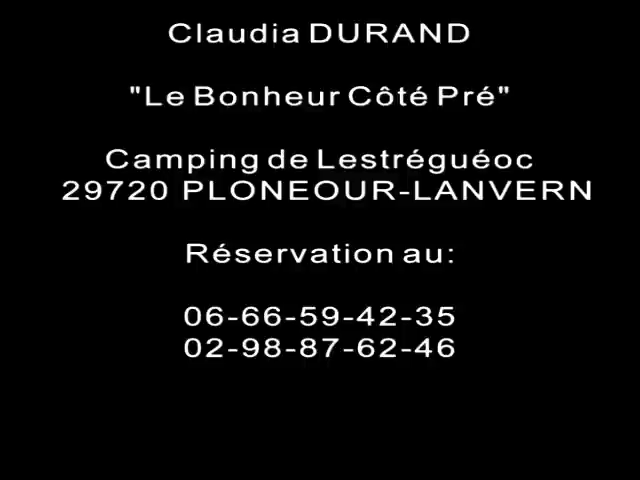 Claudia DURAND
"Le Bonheur Côté Pré"
Camping de Lestréguéoc
29720 PLONEOUR-LANVERN
Réservation au:
06-66-59-42-35
02-98-87-62-46